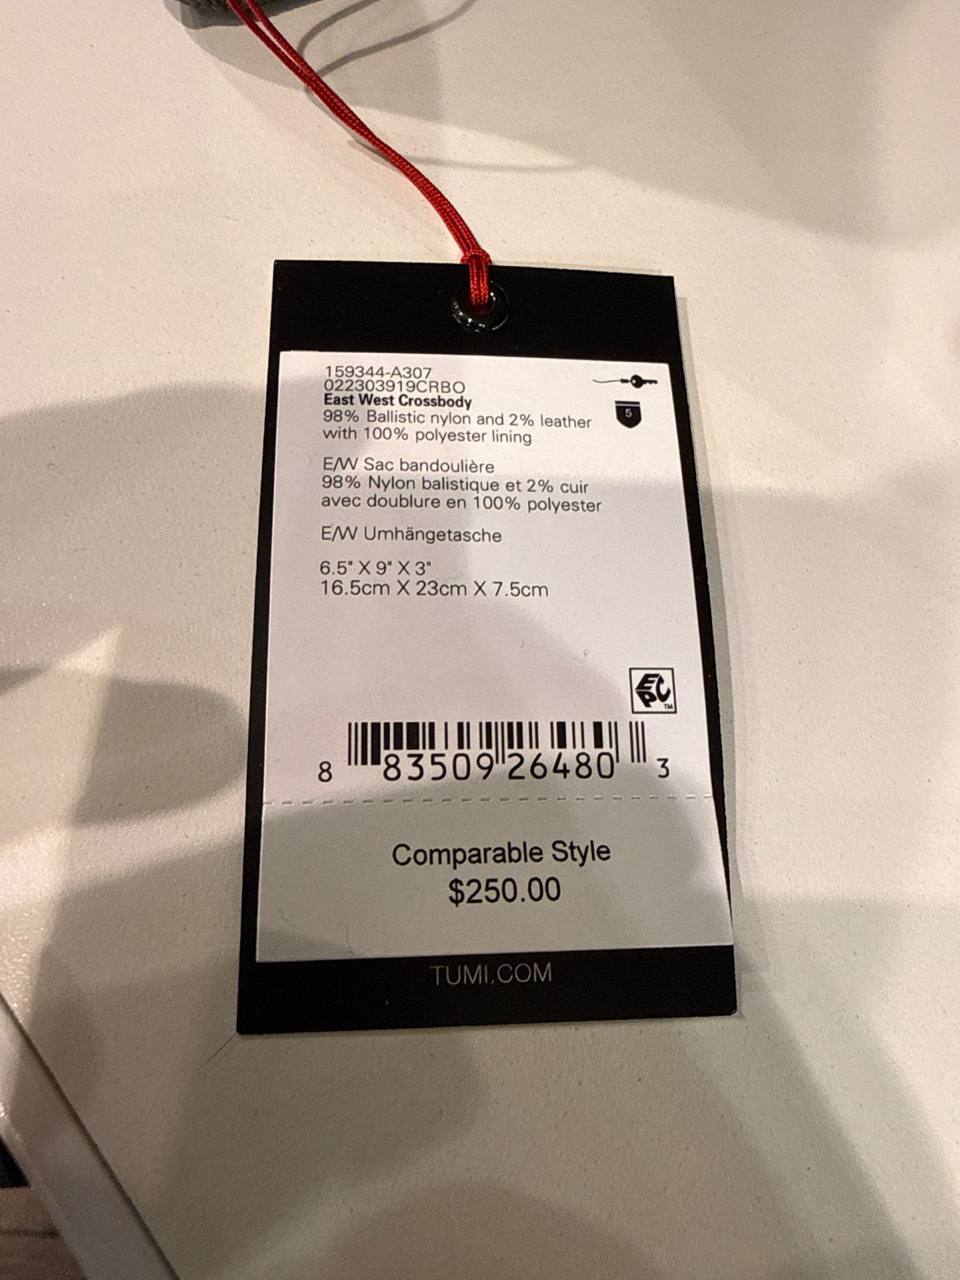 159344-A307
022303919CRBO
East West Crossbody
98% Ballistic nylon and 2% leather
with 100% polyester lining
5
E/W Sac bandoulière
98% Nylon balistique et 2% cuir
avec doublure en 100% polyester
E/W Umhängetasche
6.5" X 9" X 3"
16.5cm X 23cm X 7.5cm
EPC
TM
8 83509 26480 3
Comparable Style
$250.00
TUMI.COM